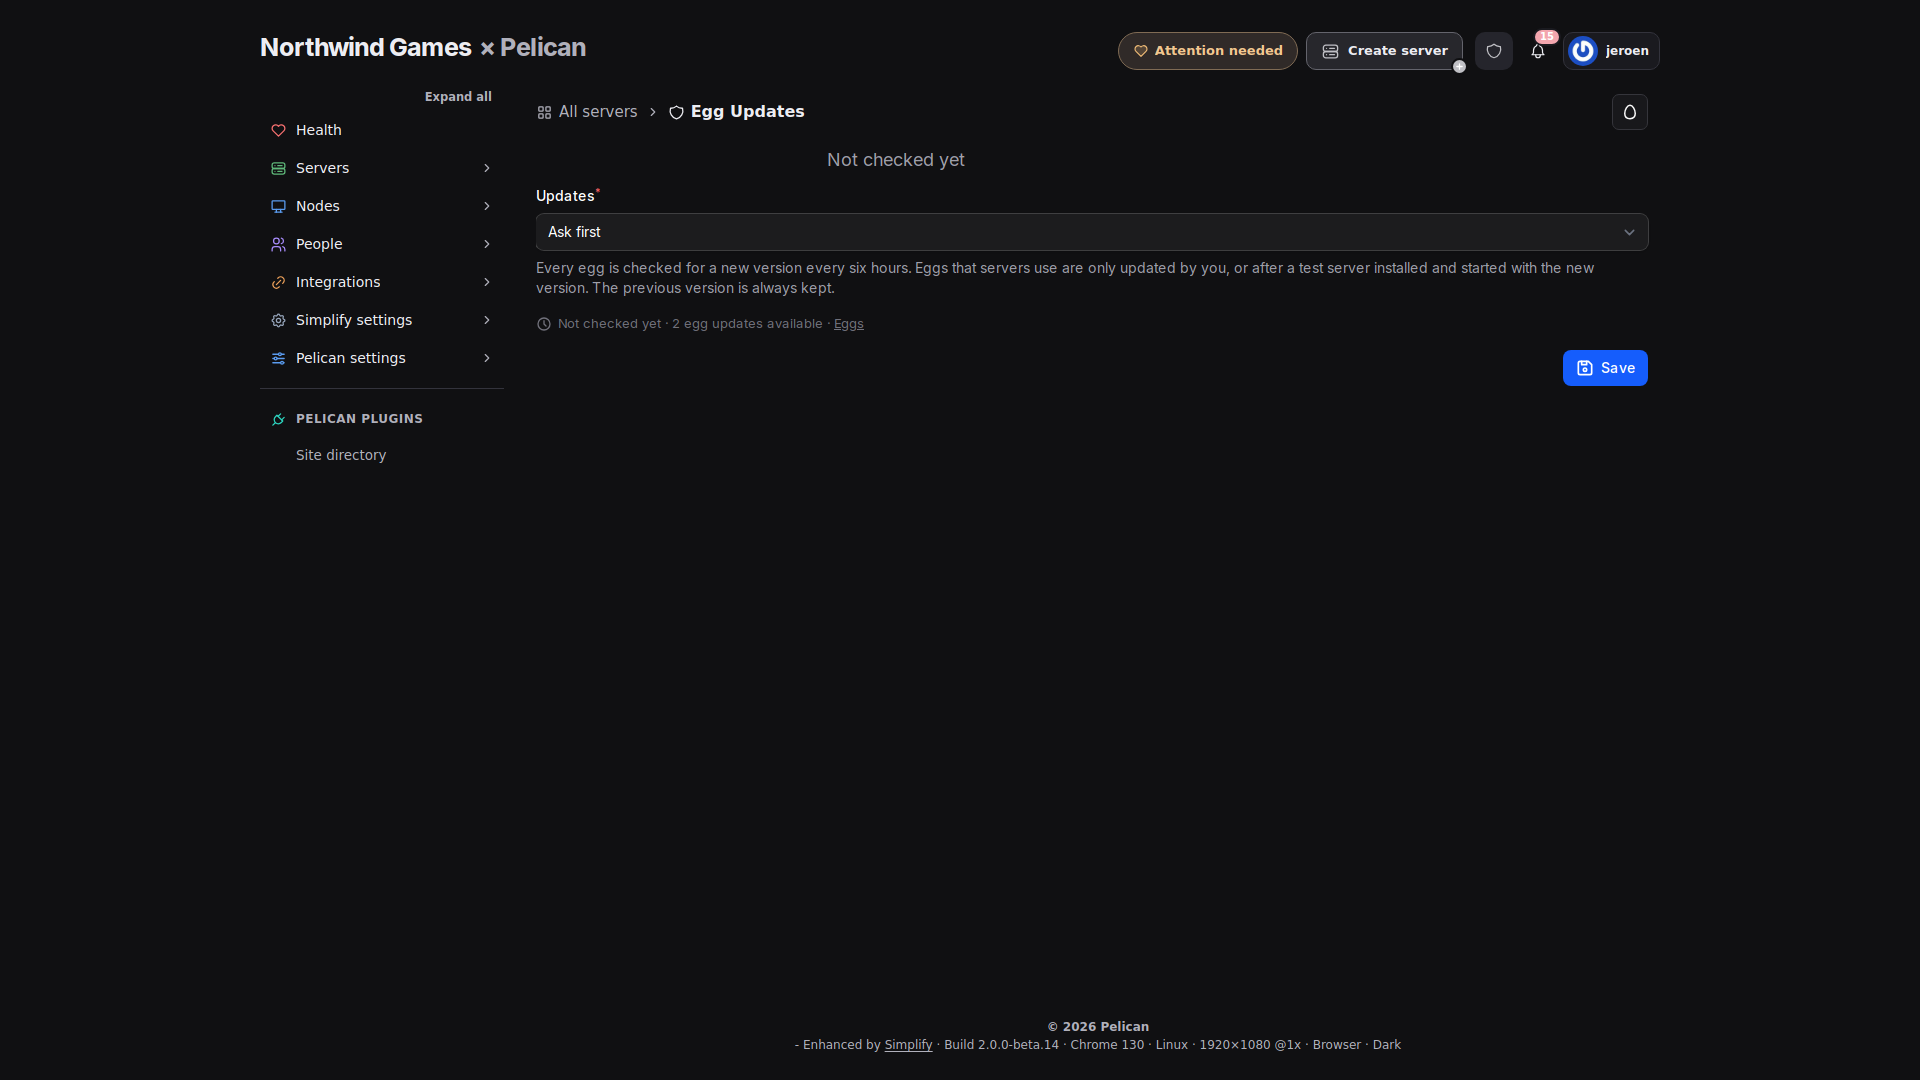 Northwind Games × Pelican
Attention needed
Create server
15
jeroen
Expand all
Health
Servers
Nodes
People
Integrations
Simplify settings
Pelican settings
PELICAN PLUGINS
Site directory
All servers
Egg Updates
Not checked yet
Updates*
Ask first
Every egg is checked for a new version every six hours. Eggs that servers use are only updated by you, or after a test server installed and started with the new
version. The previous version is always kept.
Not checked yet · 2 egg updates available · Eggs
Save
© 2026 Pelican
- Enhanced by Simplify · Build 2.0.0-beta.14 · Chrome 130 · Linux · 1920×1080 @1x · Browser · Dark